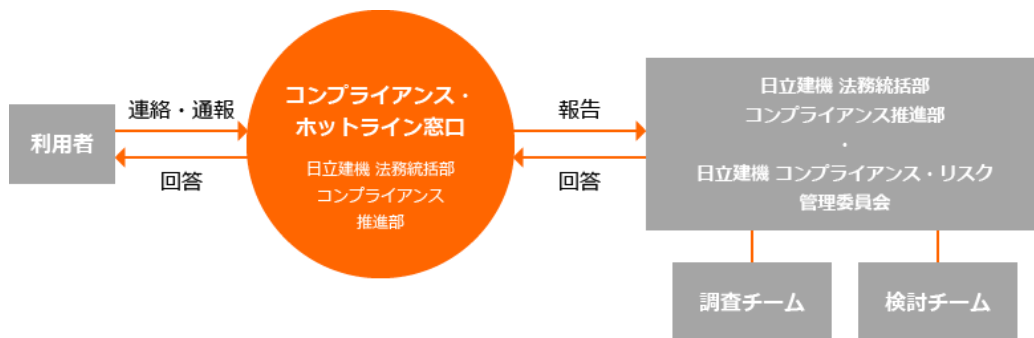 利用者
連絡・通報
回答
コンプライアンス・
ホットライン窓口
日立建機 法務統括部
コンプライアンス
推進部
報告
回答
日立建機 法務統括部
コンプライアンス推進部
・
日立建機 コンプライアンス・リスク
管理委員会
調査チーム
検討チーム